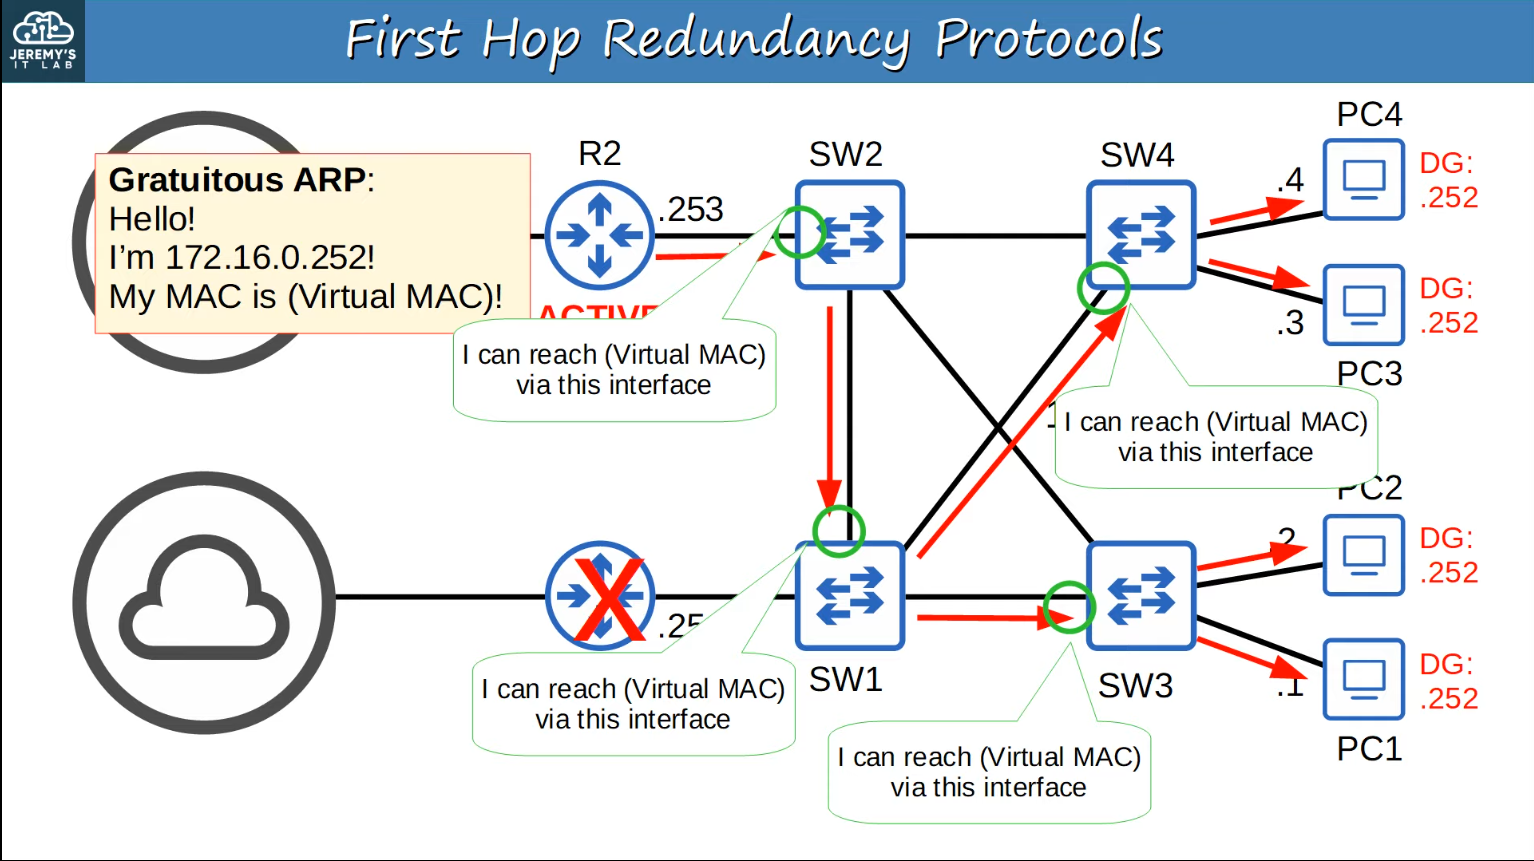 JEREMY'S
IT LAB
First Hop Redundancy Protocols
Gratuitous ARP:
Hello!
I'm 172.16.0.252!
My MAC is (Virtual MAC)!
R2
.253
ACTIVE
SW2
SW4
PC4
.4
DG:
.252
.3
DG:
.252
PC3
I can reach (Virtual MAC)
via this interface
I can reach (Virtual MAC)
via this interface
PC2
.2
DG:
.252
SW1
SW3
.1
DG:
.252
PC1
I can reach (Virtual MAC)
via this interface
I can reach (Virtual MAC)
via this interface